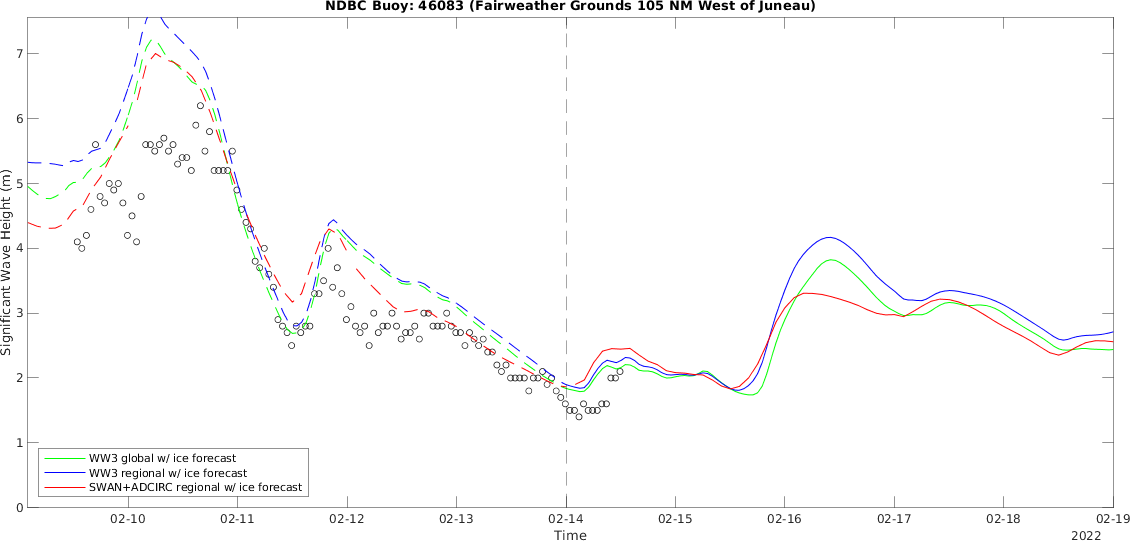 NDBC Buoy: 46083 (Fairweather Grounds 105 NM West of Juneau)
Significant Wave Height (m)
7
6
5
4
3
2
1
0
WW3 global w/ ice forecast
WW3 regional w/ ice forecast
SWAN+ADCIRC regional w/ ice forecast
02-10 02-11 02-12 02-13 02-14 02-15 02-16 02-17 02-18 02-19
Time
2022